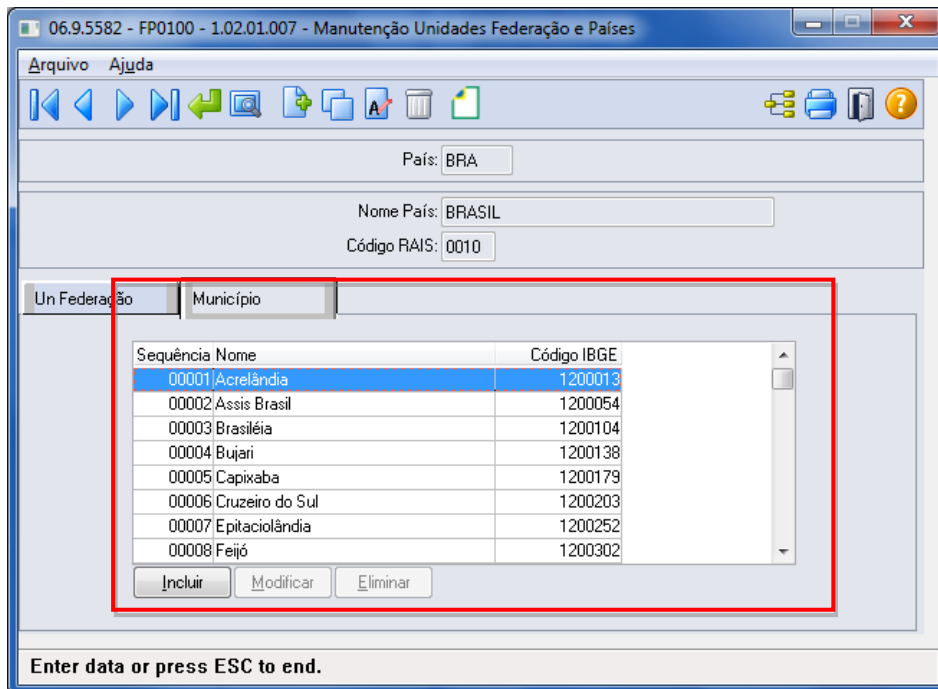 06.9.5582 - FP0100 - 1.02.01.007 - Manutenção Unidades Federação e Países
Arquivo Ajuda
País: BRA
Nome País: BRASIL
Código RAIS: 0010
Un Federação Município
Sequência Nome Código IBGE
00001 Acrelândia 1200013
00002 Assis Brasil 1200054
00003 Brasiléia 1200104
00004 Bujari 1200138
00005 Capixaba 1200179
00006 Cruzeiro do Sul 1200203
00007 Epitaciolândia 1200252
00008 Feijó 1200302
Incluir Modificar Eliminar
Enter data or press ESC to end.